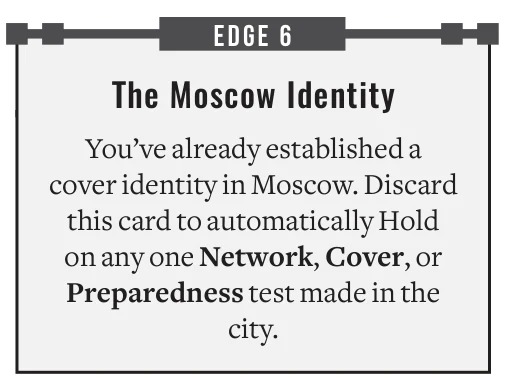 EDGE 6
The Moscow Identity
You’ve already established a
cover identity in Moscow. Discard
this card to automatically Hold
on any one Network, Cover, or
Preparedness test made in the
city.